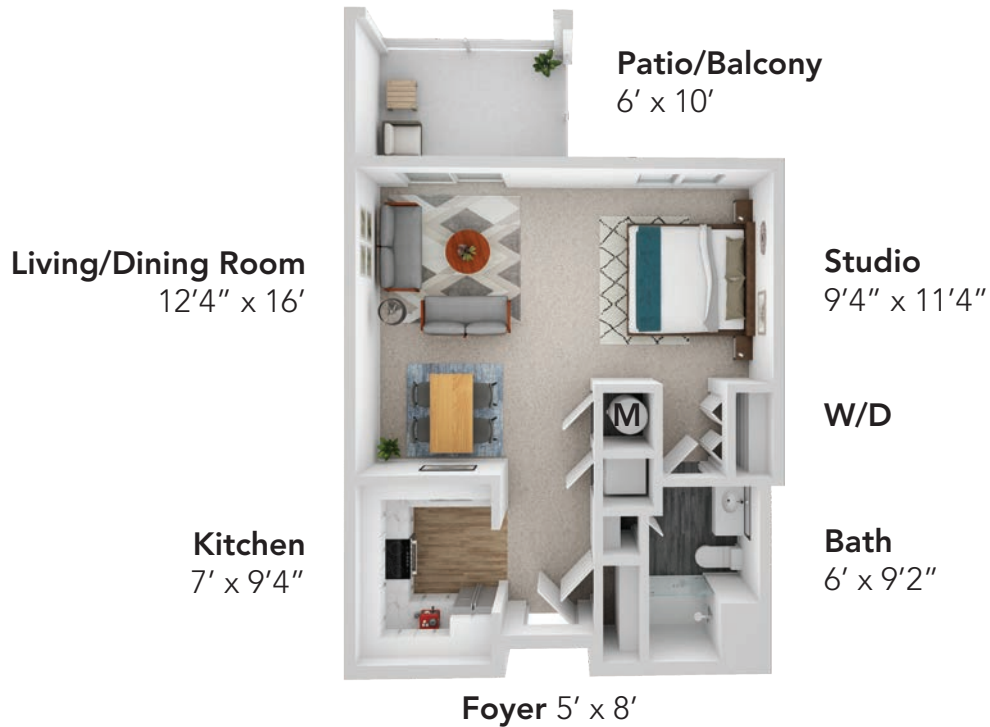 Patio/Balcony
6’ x 10’
Living/Dining Room
12’4” x 16’
Studio
9’4” x 11’4”
M
W/D
Kitchen
7’ x 9’4”
Bath
6’ x 9’2”
Foyer 5’ x 8’